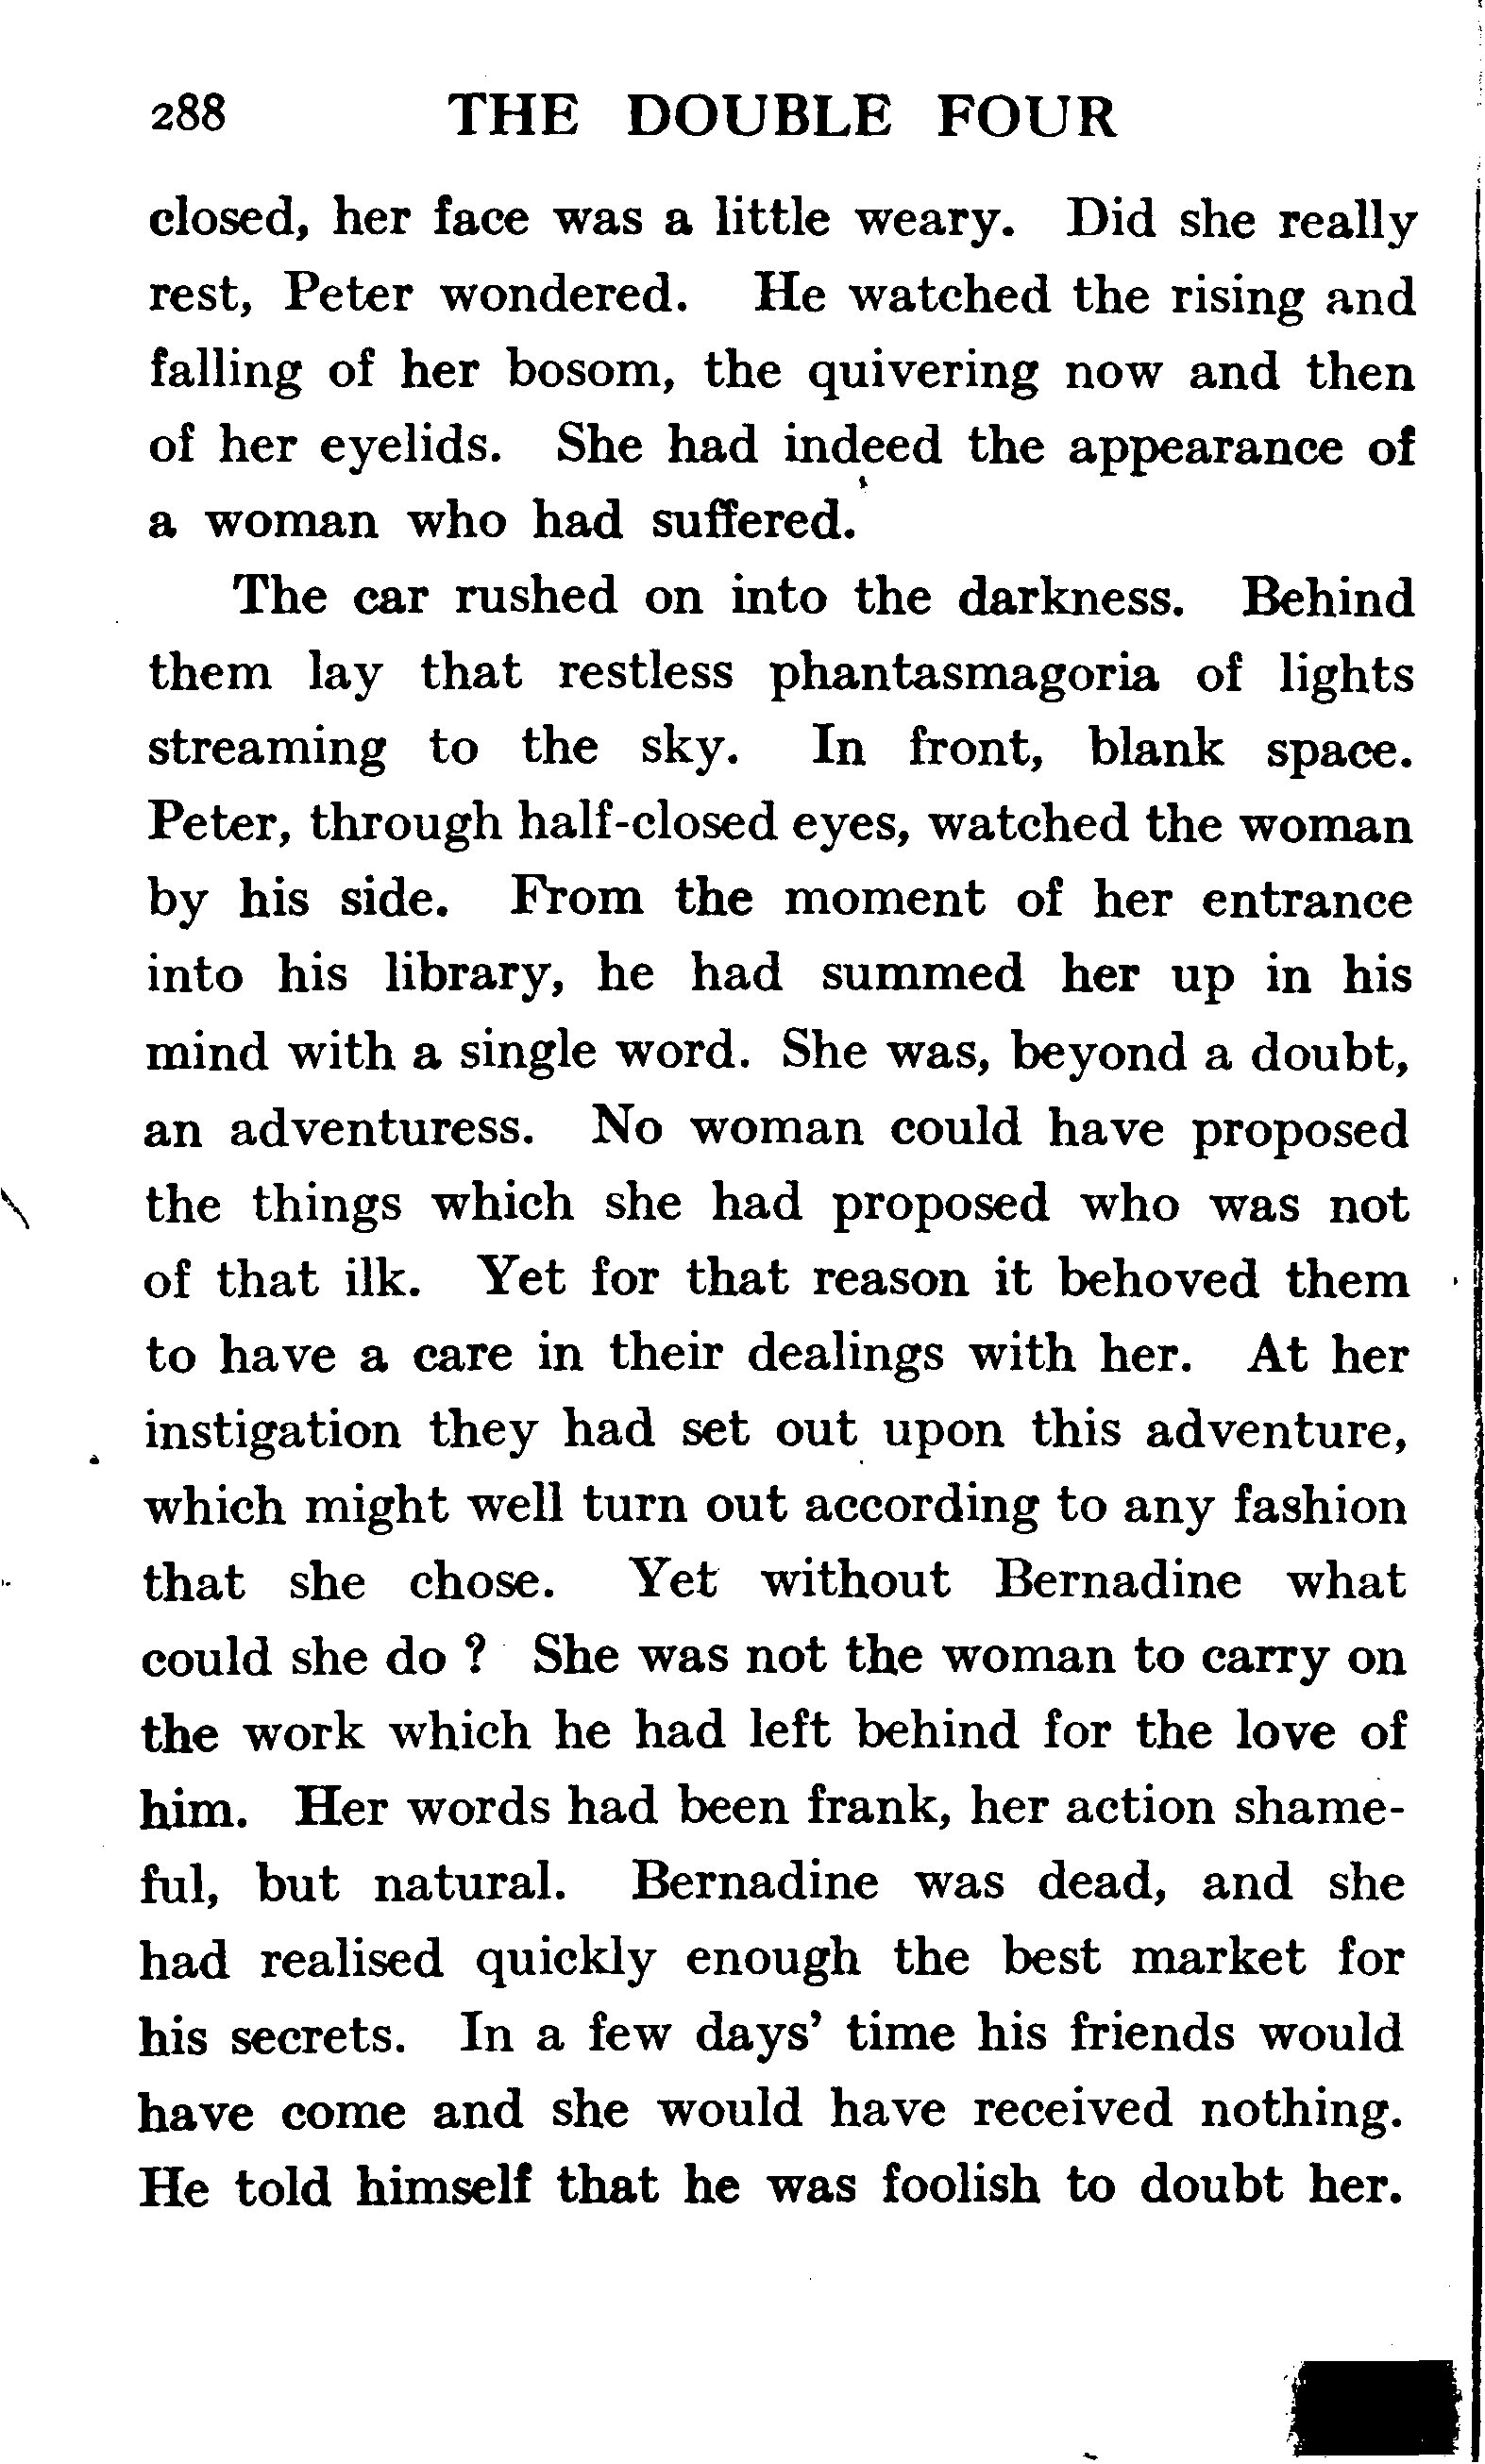 288 THE DOUBLE FOUR
closed, her face was a little weary. Did she really
rest, Peter wondered. He watched the rising and
falling of her bosom, the quivering now and then
of her eyelids. She had indeed the appearance of
a woman who had suffered.
The car rushed on into the darkness. Behind
them lay that restless phantasmagoria of lights
streaming to the sky. In front, blank space.
Peter, through half-closed eyes, watched the woman
by his side. From the moment of her entrance
into his library, he had summed her up in his
mind with a single word. She was, beyond a doubt,
an adventuress. No woman could have proposed
the things which she had proposed who was not
of that ilk. Yet for that reason it behoved them
to have a care in their dealings with her. At her
instigation they had set out upon this adventure,
which might well turn out according to any fashion
that she chose. Yet without Bernadine what
could she do ? She was not the woman to carry on
the work which he had left behind for the love of
him. Her words had been frank, her action shame-
ful, but natural. Bernadine was dead, and she
had realised quickly enough the best market for
his secrets. In a few days' time his friends would
have come and she would have received nothing.
He told himself that he was foolish to doubt her.